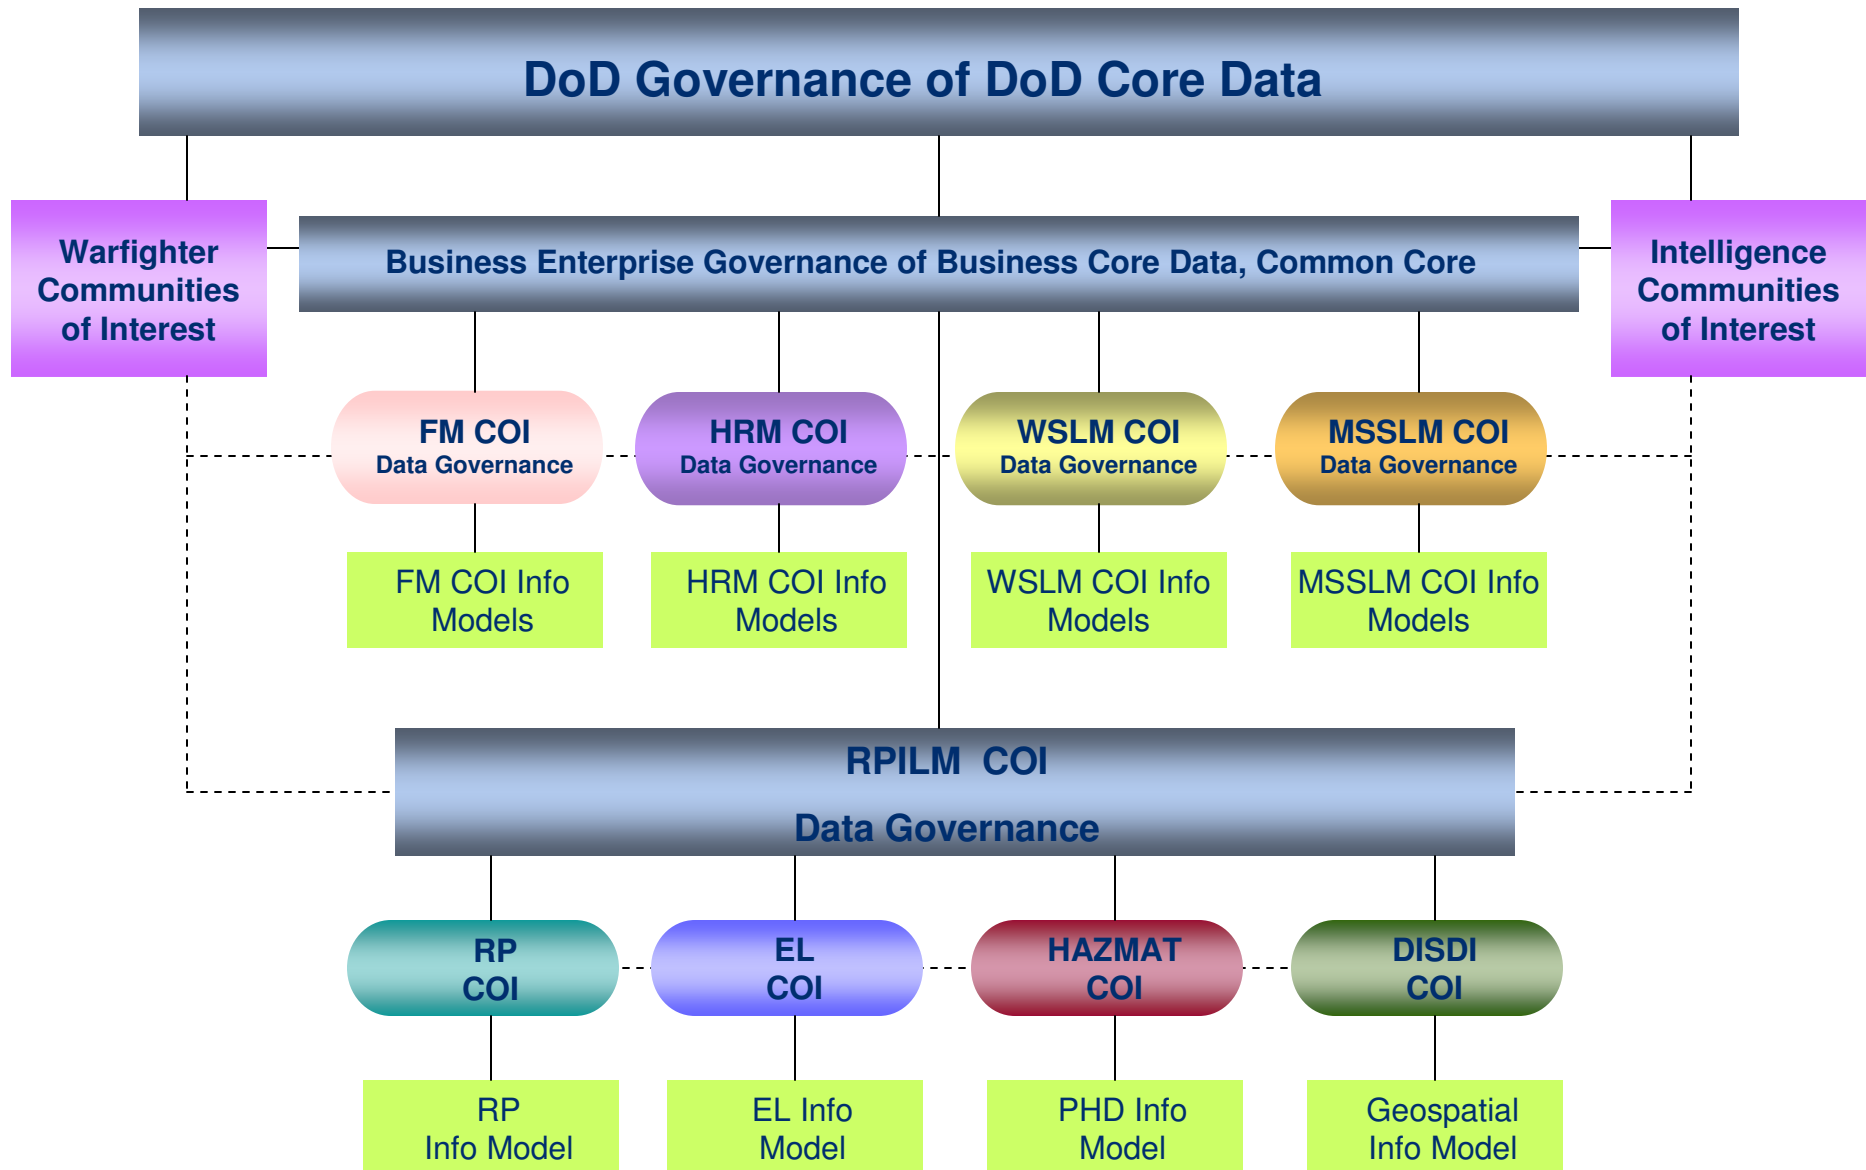 DoD Governance of DoD Core Data
Warfighter
Communities
of Interest
Business Enterprise Governance of Business Core Data, Common Core
Intelligence
Communities
of Interest
FM COI
Data Governance
HRM COI
Data Governance
WSLM COI
Data Governance
MSSLM COI
Data Governance
FM COI Info
Models
HRM COI Info
Models
WSLM COI Info
Models
MSSLM COI Info
Models
RPILM COI
Data Governance
RP
COI
EL
COI
HAZMAT
COI
DISDI
COI
RP
Info Model
EL Info
Model
PHD Info
Model
Geospatial
Info Model